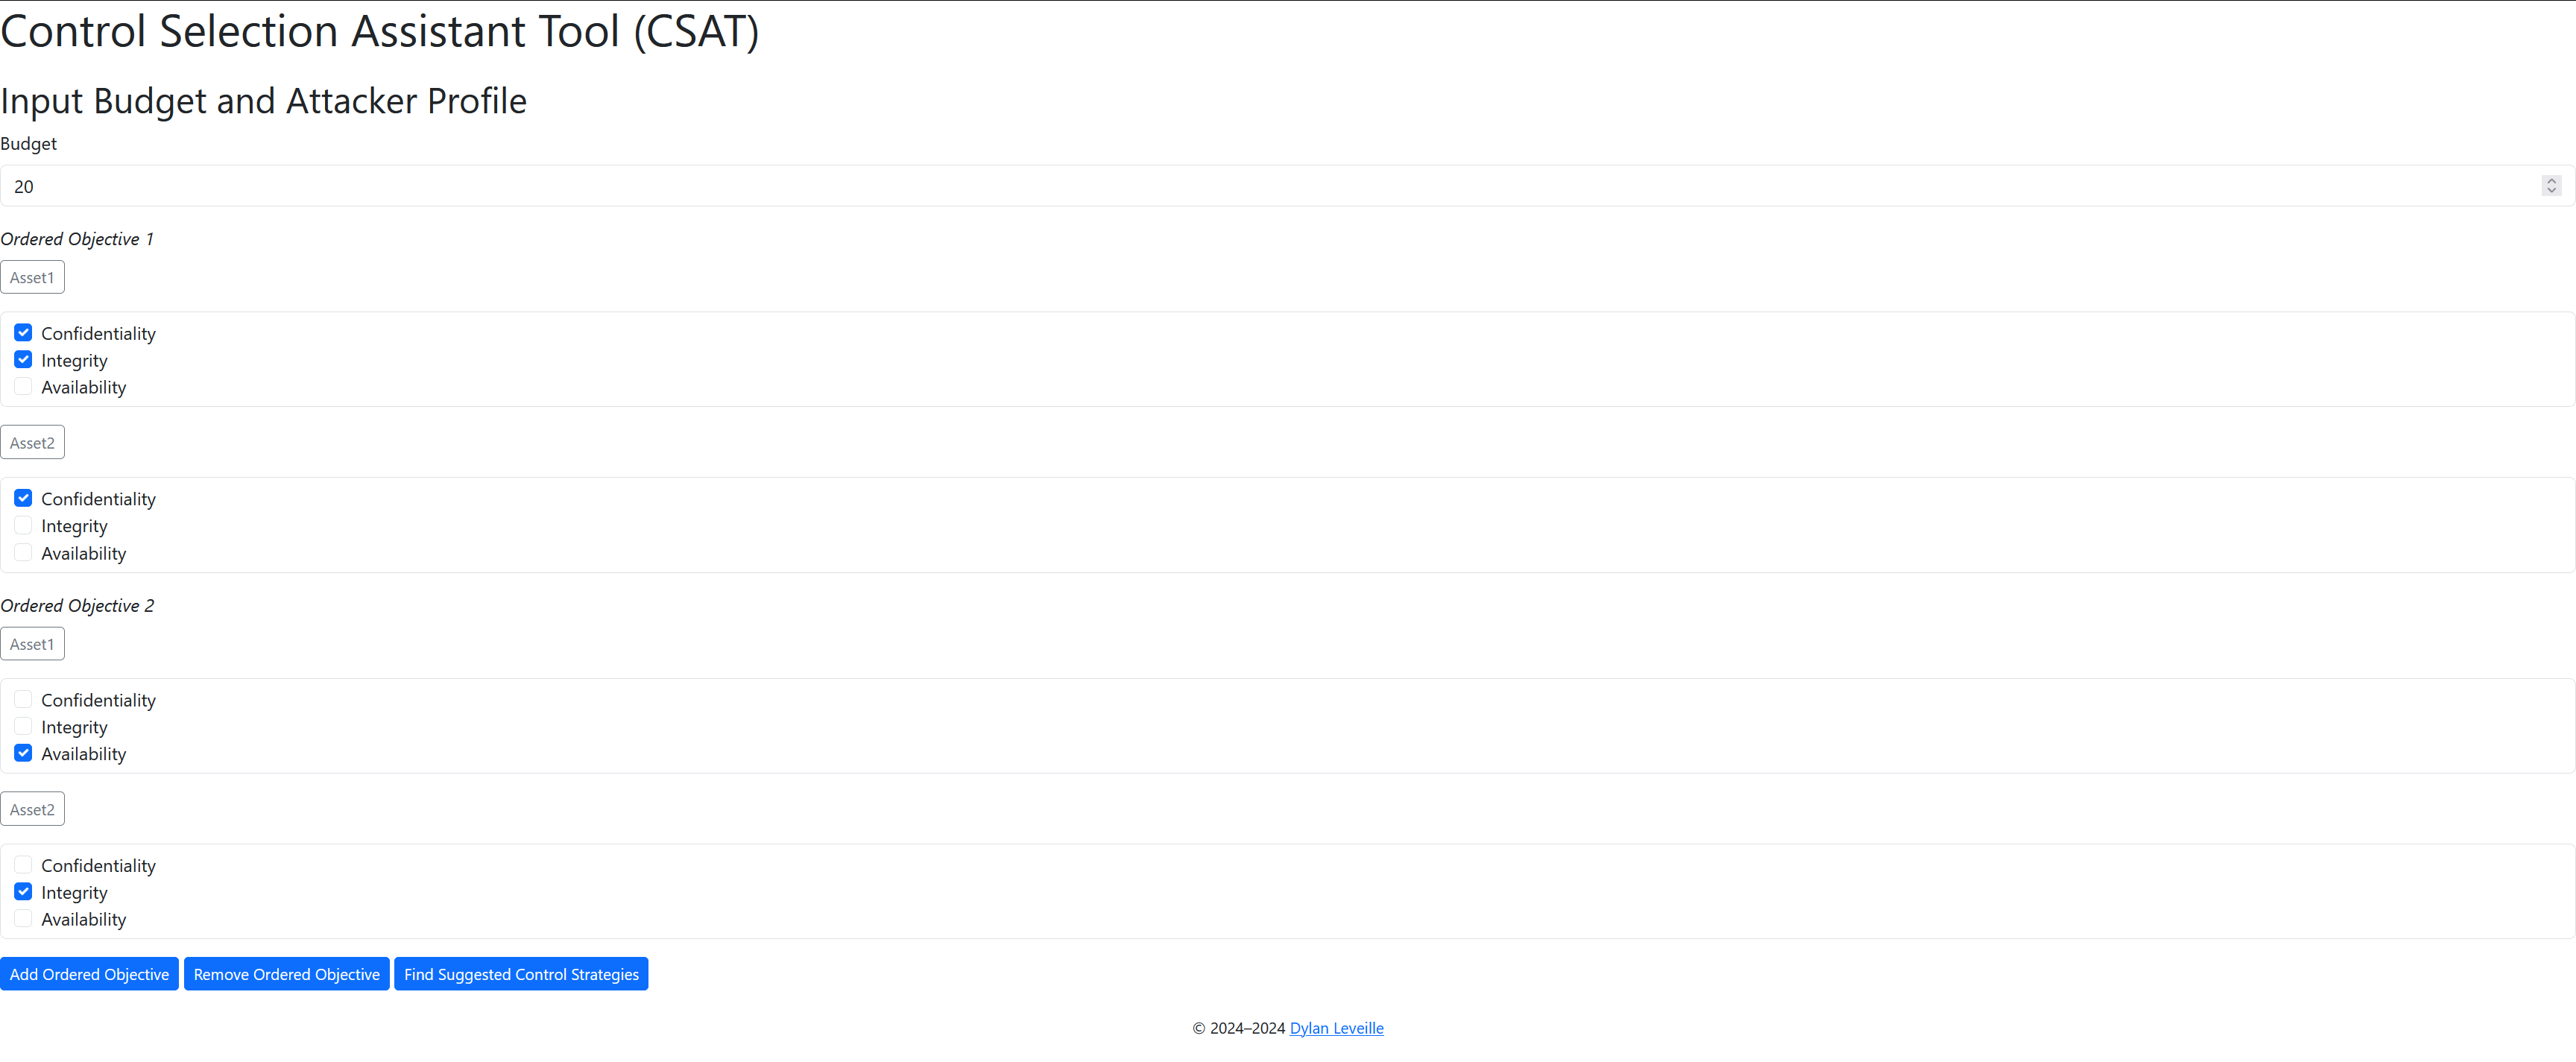 Control Selection Assistant Tool (CSAT)
Input Budget and Attacker Profile
Budget
20
Ordered Objective 1
Asset1
Confidentiality
Integrity
Availability
Asset2
Confidentiality
Integrity
Availability
Ordered Objective 2
Asset1
Confidentiality
Integrity
Availability
Asset2
Confidentiality
Integrity
Availability
Add Ordered Objective Remove Ordered Objective Find Suggested Control Strategies
© 2024–2024 Dylan Leveille